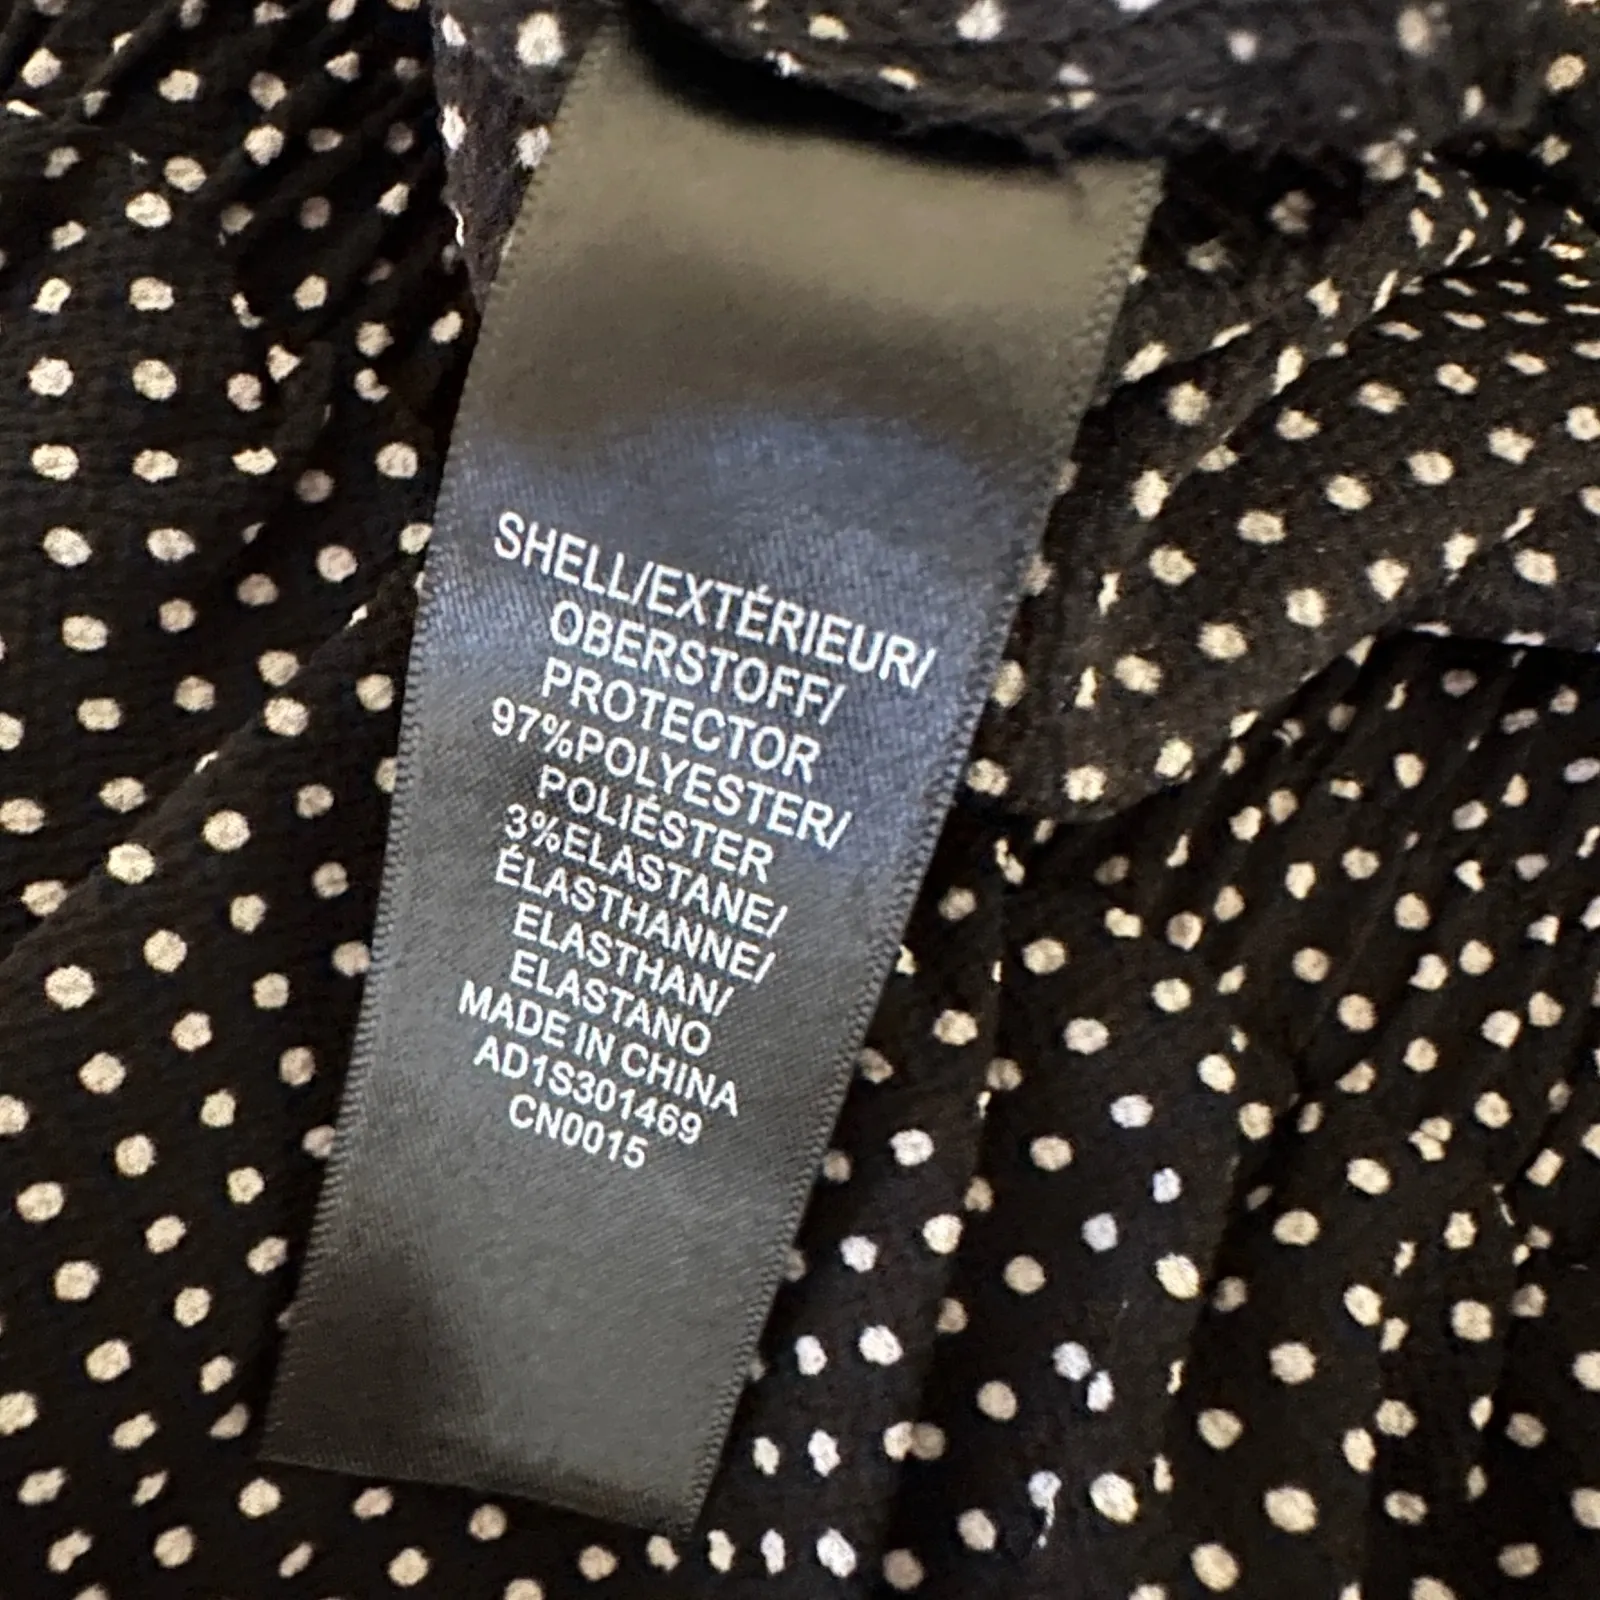 SHELL/EXTÉRIEUR/
OBERSTOFF/
PROTECTOR
97%POLYESTER/
POLIÉSTER
3%ELASTANE/
ÉLASTHANNE/
ELASTHAN/
ELASTANO
MADE IN CHINA
AD1S301469
CN0015